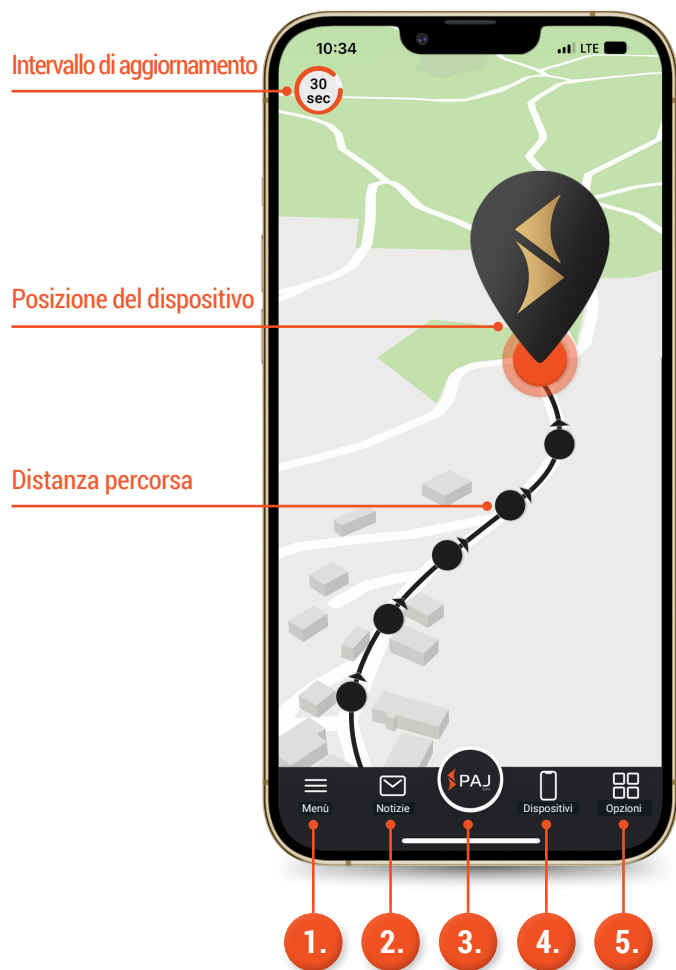 10:34
LTE
Intervallo di aggiornamento
30
sec
Posizione del dispositivo
Distanza percorsa
PAJ
Menù
Notizie
Dispositivi
Opzioni
1.
2.
3.
4.
5.